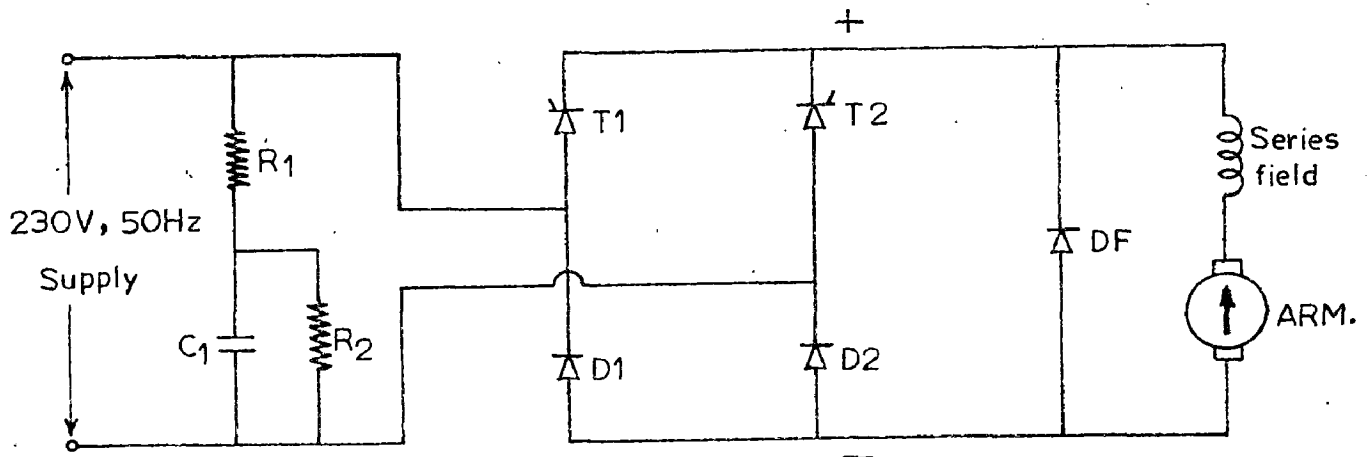 +
T1
T2
R1
Series
field
230V, 50Hz
Supply
DF
C1
R2
D1
D2
ARM.